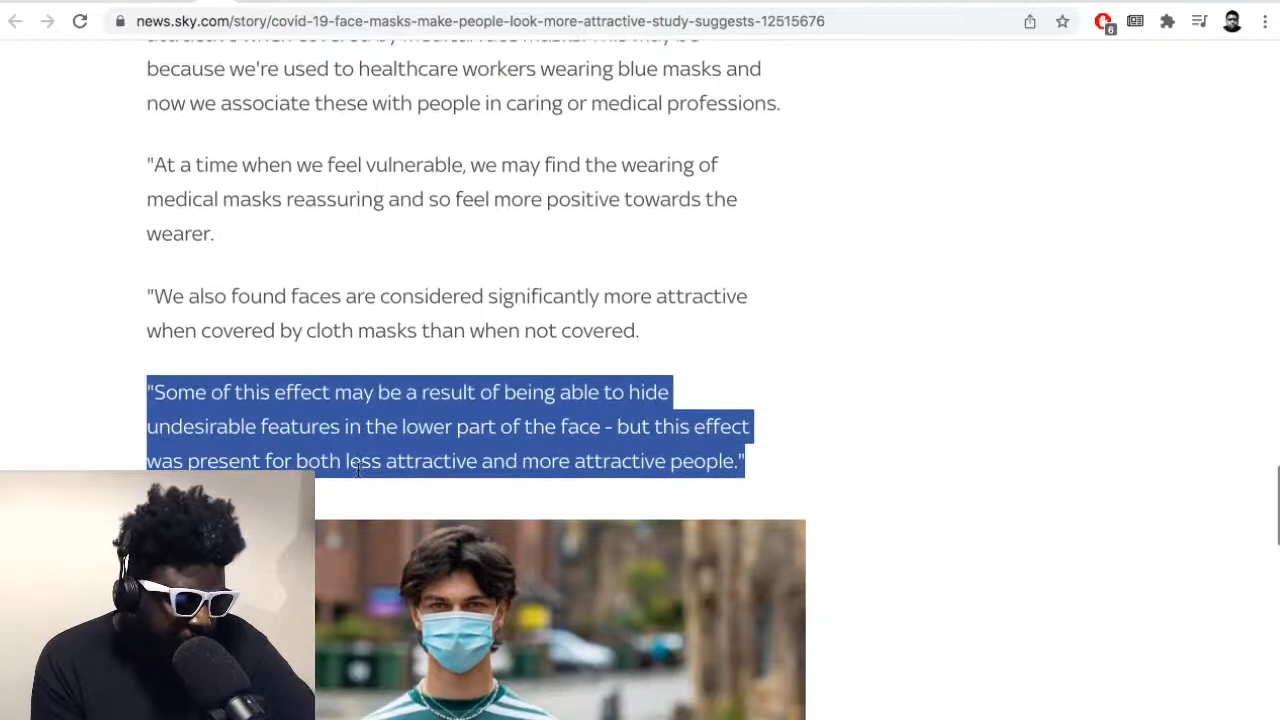 news.sky.com/story/covid-19-face-masks-make-people-look-more-attractive-study-suggests-12515676
6
because we're used to healthcare workers wearing blue masks and
now we associate these with people in caring or medical professions.
"At a time when we feel vulnerable, we may find the wearing of
medical masks reassuring and so feel more positive towards the
wearer.
"We also found faces are considered significantly more attractive
when covered by cloth masks than when not covered.
"Some of this effect may be a result of being able to hide
undesirable features in the lower part of the face - but this effect
was present for both less attractive and more attractive people."